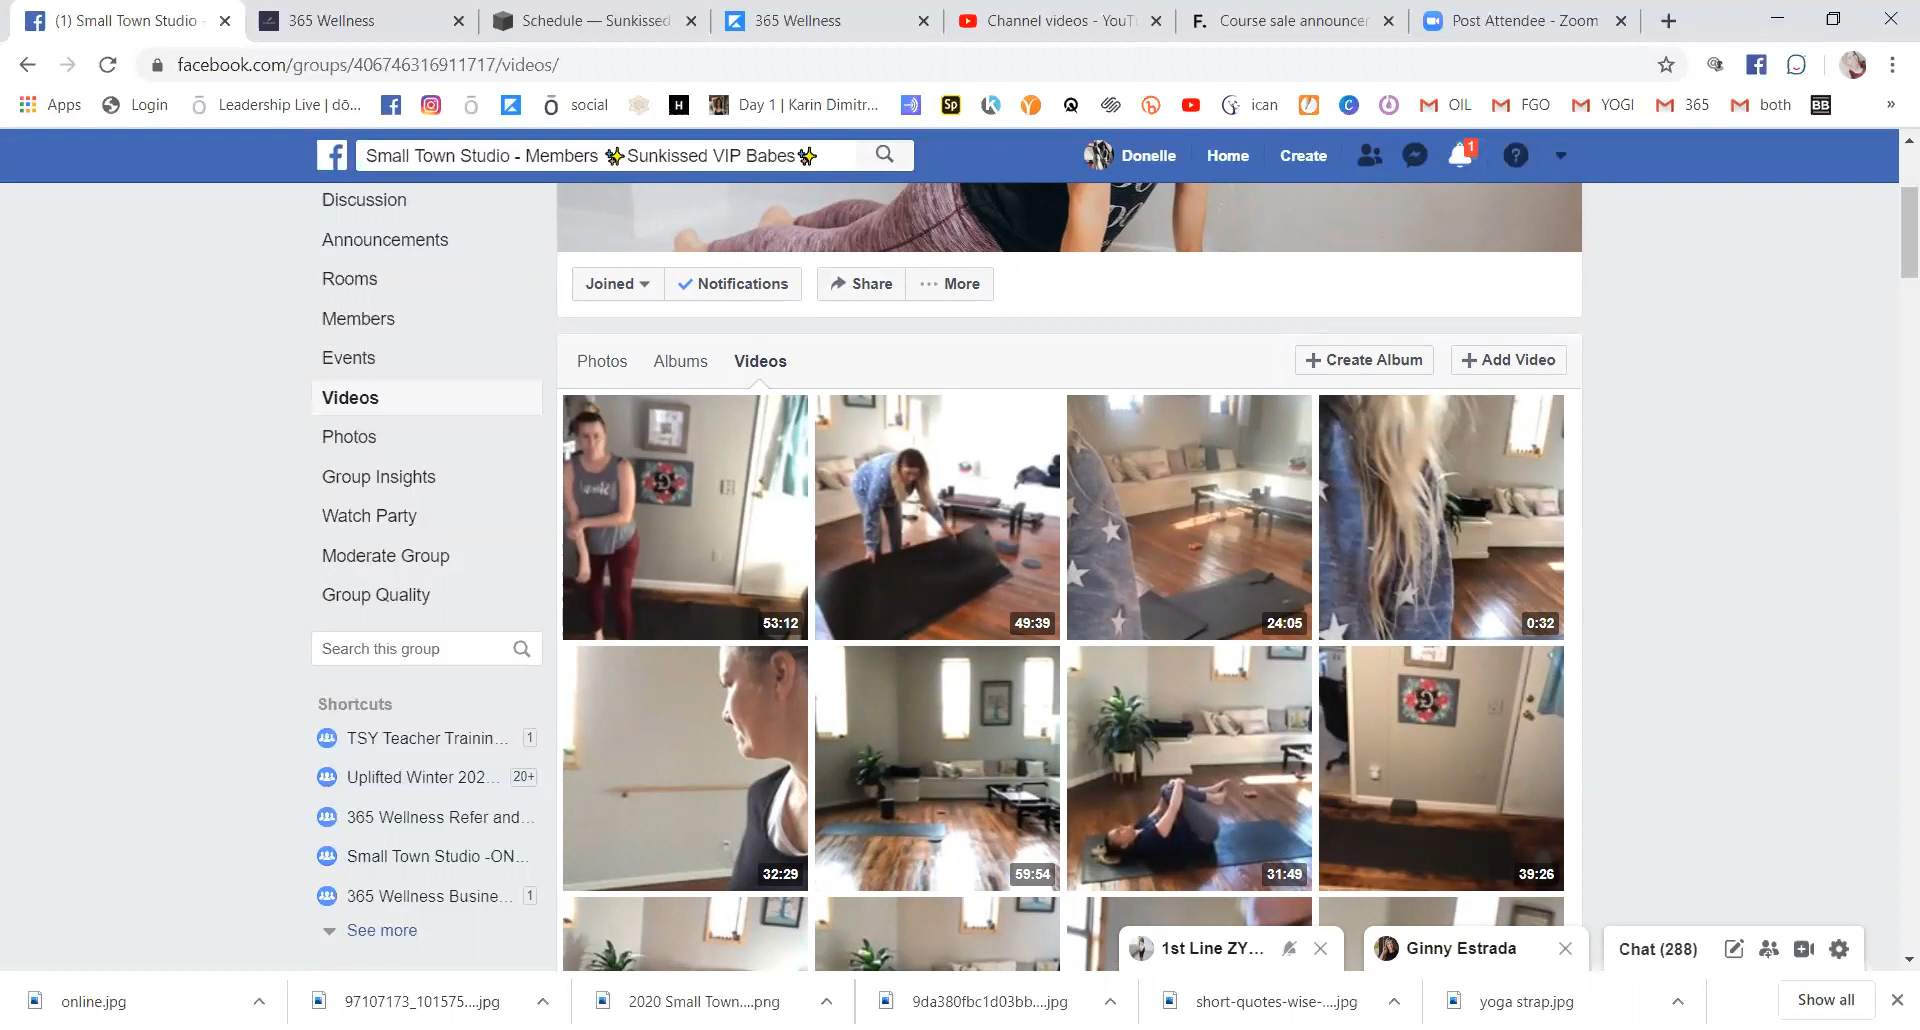 (1) Small Town Studio -
365 Wellness
Schedule — Sunkissed
365 Wellness
Channel videos - YouTu
F. Course sale announcer
Post Attendee - Zoom
facebook.com/groups/406746316911717/videos/
Apps
Login
Leadership Live | dō...
social
H
Day 1 | Karin Dimitr...
Sp
ican
OIL
FGO
YOGI
365
both
BB
»
Small Town Studio - Members ✨Sunkissed VIP Babes✨
Donelle
Home
Create
1
Discussion
Announcements
Rooms
Members
Events
Videos
Photos
Group Insights
Watch Party
Moderate Group
Group Quality
Search this group
Shortcuts
TSY Teacher Trainin... 1
Uplifted Winter 202... 20+
365 Wellness Refer and...
Small Town Studio -ON...
365 Wellness Busine... 1
See more
Joined
Notifications
Share
More
Photos
Albums
Videos
+ Create Album
+ Add Video
53:12
49:39
24:05
0:32
32:29
59:54
31:49
39:26
1st Line ZY...
Ginny Estrada
Chat (288)
online.jpg
97107173_101575....jpg
2020 Small Town....png
9da380fbc1d03bb....jpg
short-quotes-wise-....jpg
yoga strap.jpg
Show all